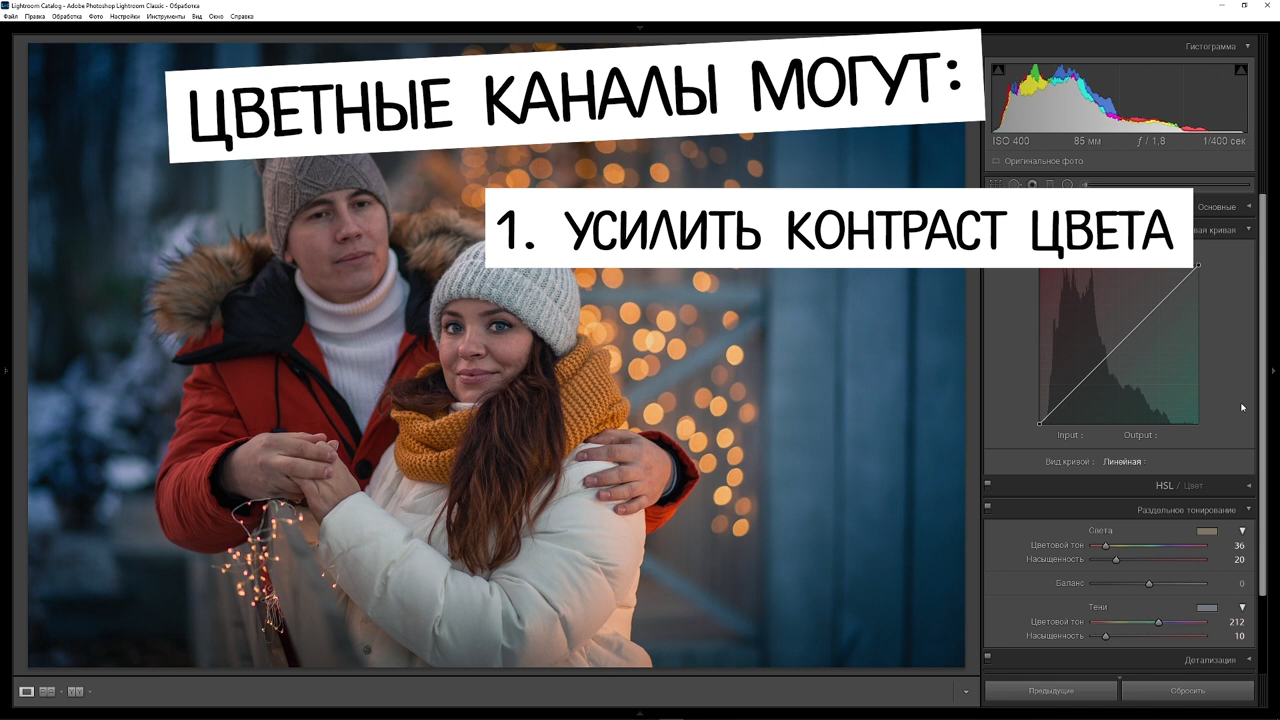 Lightroom Catalog - Adobe Photoshop Lightroom Classic - Обработка
Файл Правка Обработка Фото Настройки Инструменты Вид Окно Справка
ЦВЕТНЫЕ КАНАЛЫ МОГУТ:
1. УСИЛИТЬ КОНТРАСТ ЦВЕТА
Гистограмма
ISO 400 85 мм ƒ / 1,8 1/400 сек
Оригинальное фото
Основные
вая кривая
Input : Output :
Вид кривой : Линейная
HSL / Цвет
Раздельное тонирование
Света
Цветовой тон 36
Насыщенность 20
Баланс 0
Тени
Цветовой тон 212
Насыщенность 10
Детализация
Предыдущие Сбросить